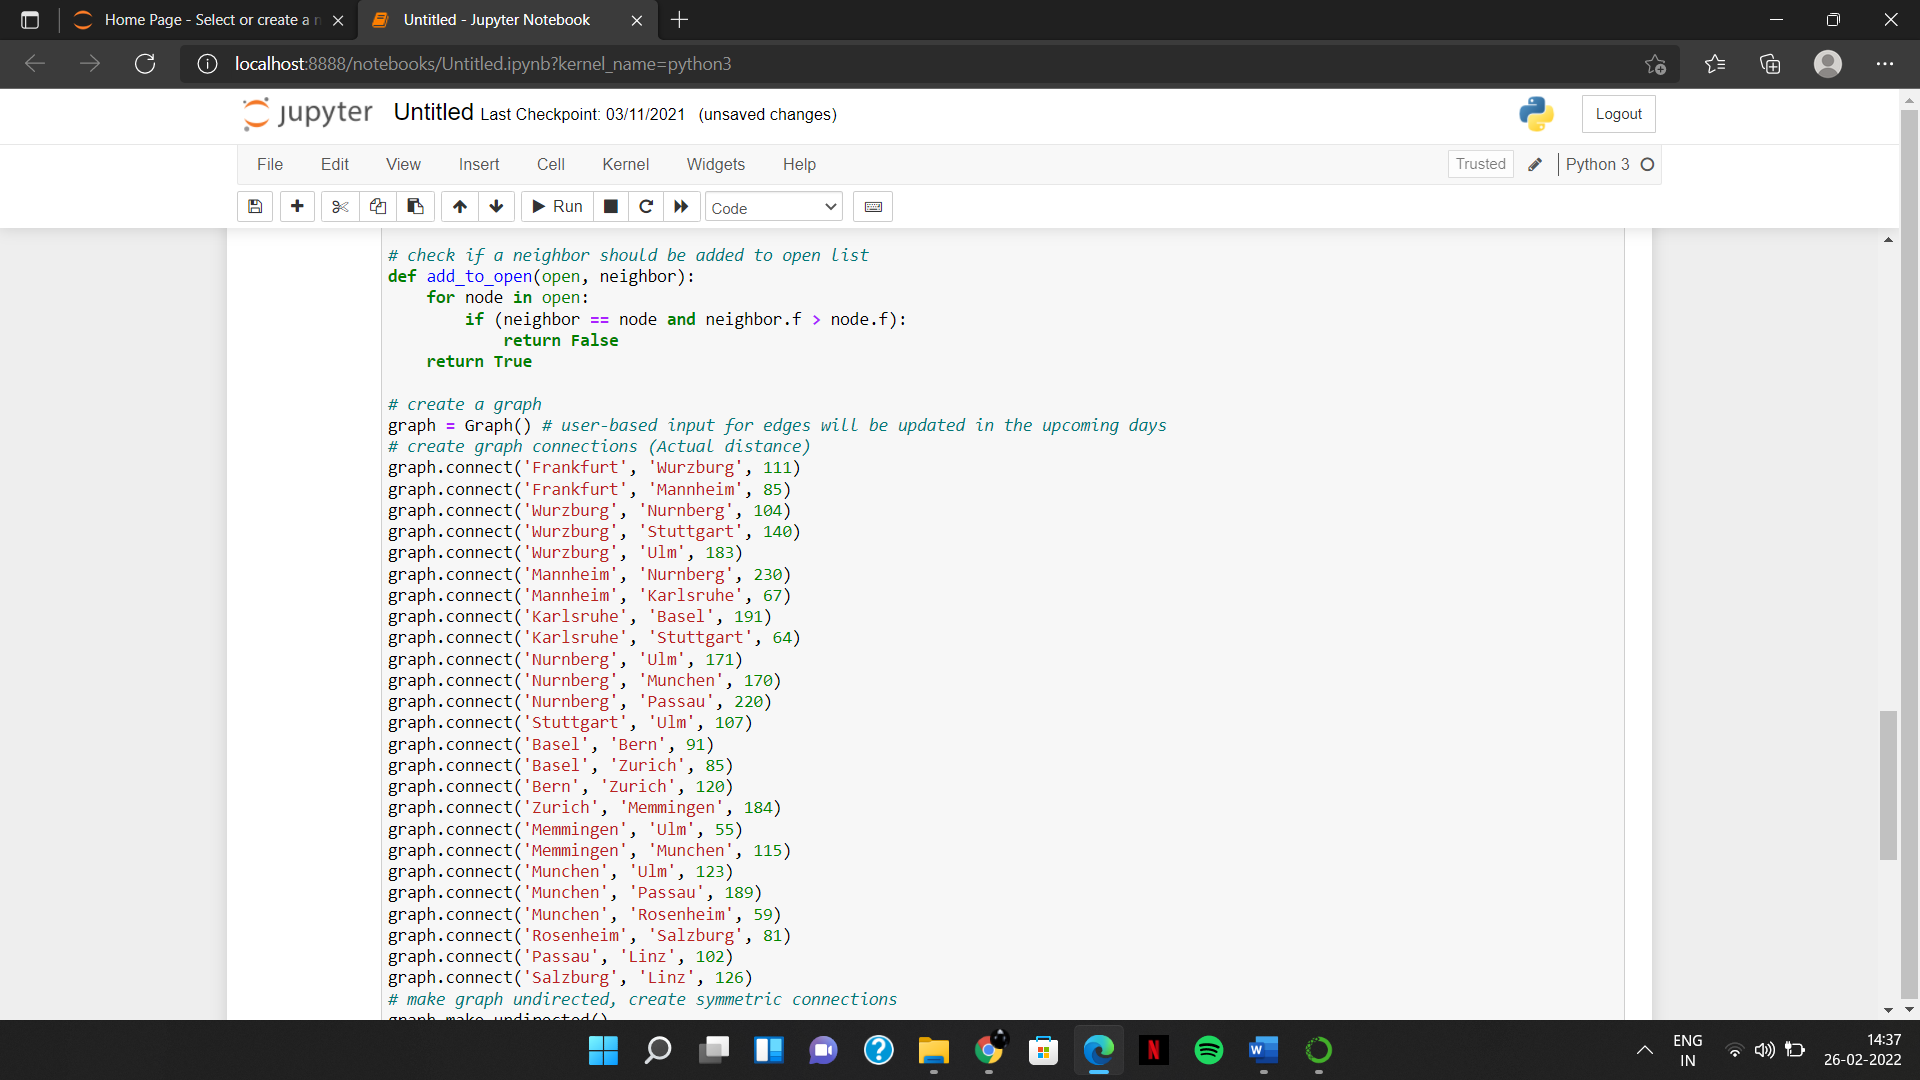 Home Page - Select or create a n
Untitled - Jupyter Notebook
localhost:8888/notebooks/Untitled.ipynb?kernel_name=python3
jupyter Untitled Last Checkpoint: 03/11/2021 (unsaved changes)
Logout
File Edit View Insert Cell Kernel Widgets Help
Trusted
Python 3
Run
Code
# check if a neighbor should be added to open list
def add_to_open(open, neighbor):
    for node in open:
        if (neighbor == node and neighbor.f > node.f):
            return False
    return True
# create a graph
graph = Graph() # user-based input for edges will be updated in the upcoming days
# create graph connections (Actual distance)
graph.connect('Frankfurt', 'Wurzburg', 111)
graph.connect('Frankfurt', 'Mannheim', 85)
graph.connect('Wurzburg', 'Nurnberg', 104)
graph.connect('Wurzburg', 'Stuttgart', 140)
graph.connect('Wurzburg', 'Ulm', 183)
graph.connect('Mannheim', 'Nurnberg', 230)
graph.connect('Mannheim', 'Karlsruhe', 67)
graph.connect('Karlsruhe', 'Basel', 191)
graph.connect('Karlsruhe', 'Stuttgart', 64)
graph.connect('Nurnberg', 'Ulm', 171)
graph.connect('Nurnberg', 'Munchen', 170)
graph.connect('Nurnberg', 'Passau', 220)
graph.connect('Stuttgart', 'Ulm', 107)
graph.connect('Basel', 'Bern', 91)
graph.connect('Basel', 'Zurich', 85)
graph.connect('Bern', 'Zurich', 120)
graph.connect('Zurich', 'Memmingen', 184)
graph.connect('Memmingen', 'Ulm', 55)
graph.connect('Memmingen', 'Munchen', 115)
graph.connect('Munchen', 'Ulm', 123)
graph.connect('Munchen', 'Passau', 189)
graph.connect('Munchen', 'Rosenheim', 59)
graph.connect('Rosenheim', 'Salzburg', 81)
graph.connect('Passau', 'Linz', 102)
graph.connect('Salzburg', 'Linz', 126)
# make graph undirected, create symmetric connections
graph.make_undirected()
ENG
IN
14:37
26-02-2022